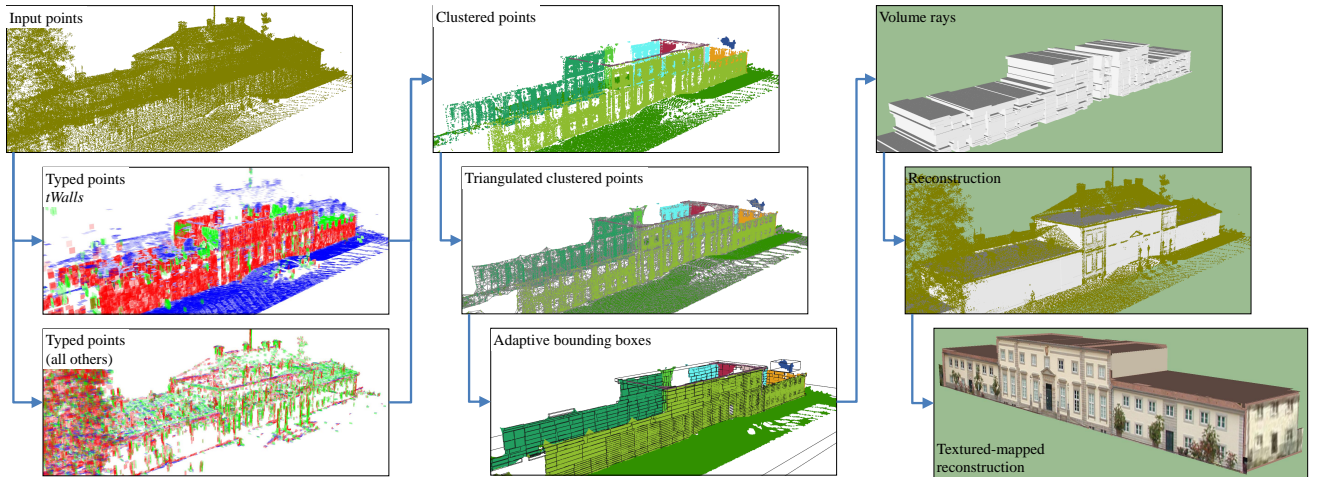 Input points
Typed points
tWalls
Typed points
(all others)
Clustered points
Triangulated clustered points
Adaptive bounding boxes
Volume rays
Reconstruction
Textured-mapped
reconstruction